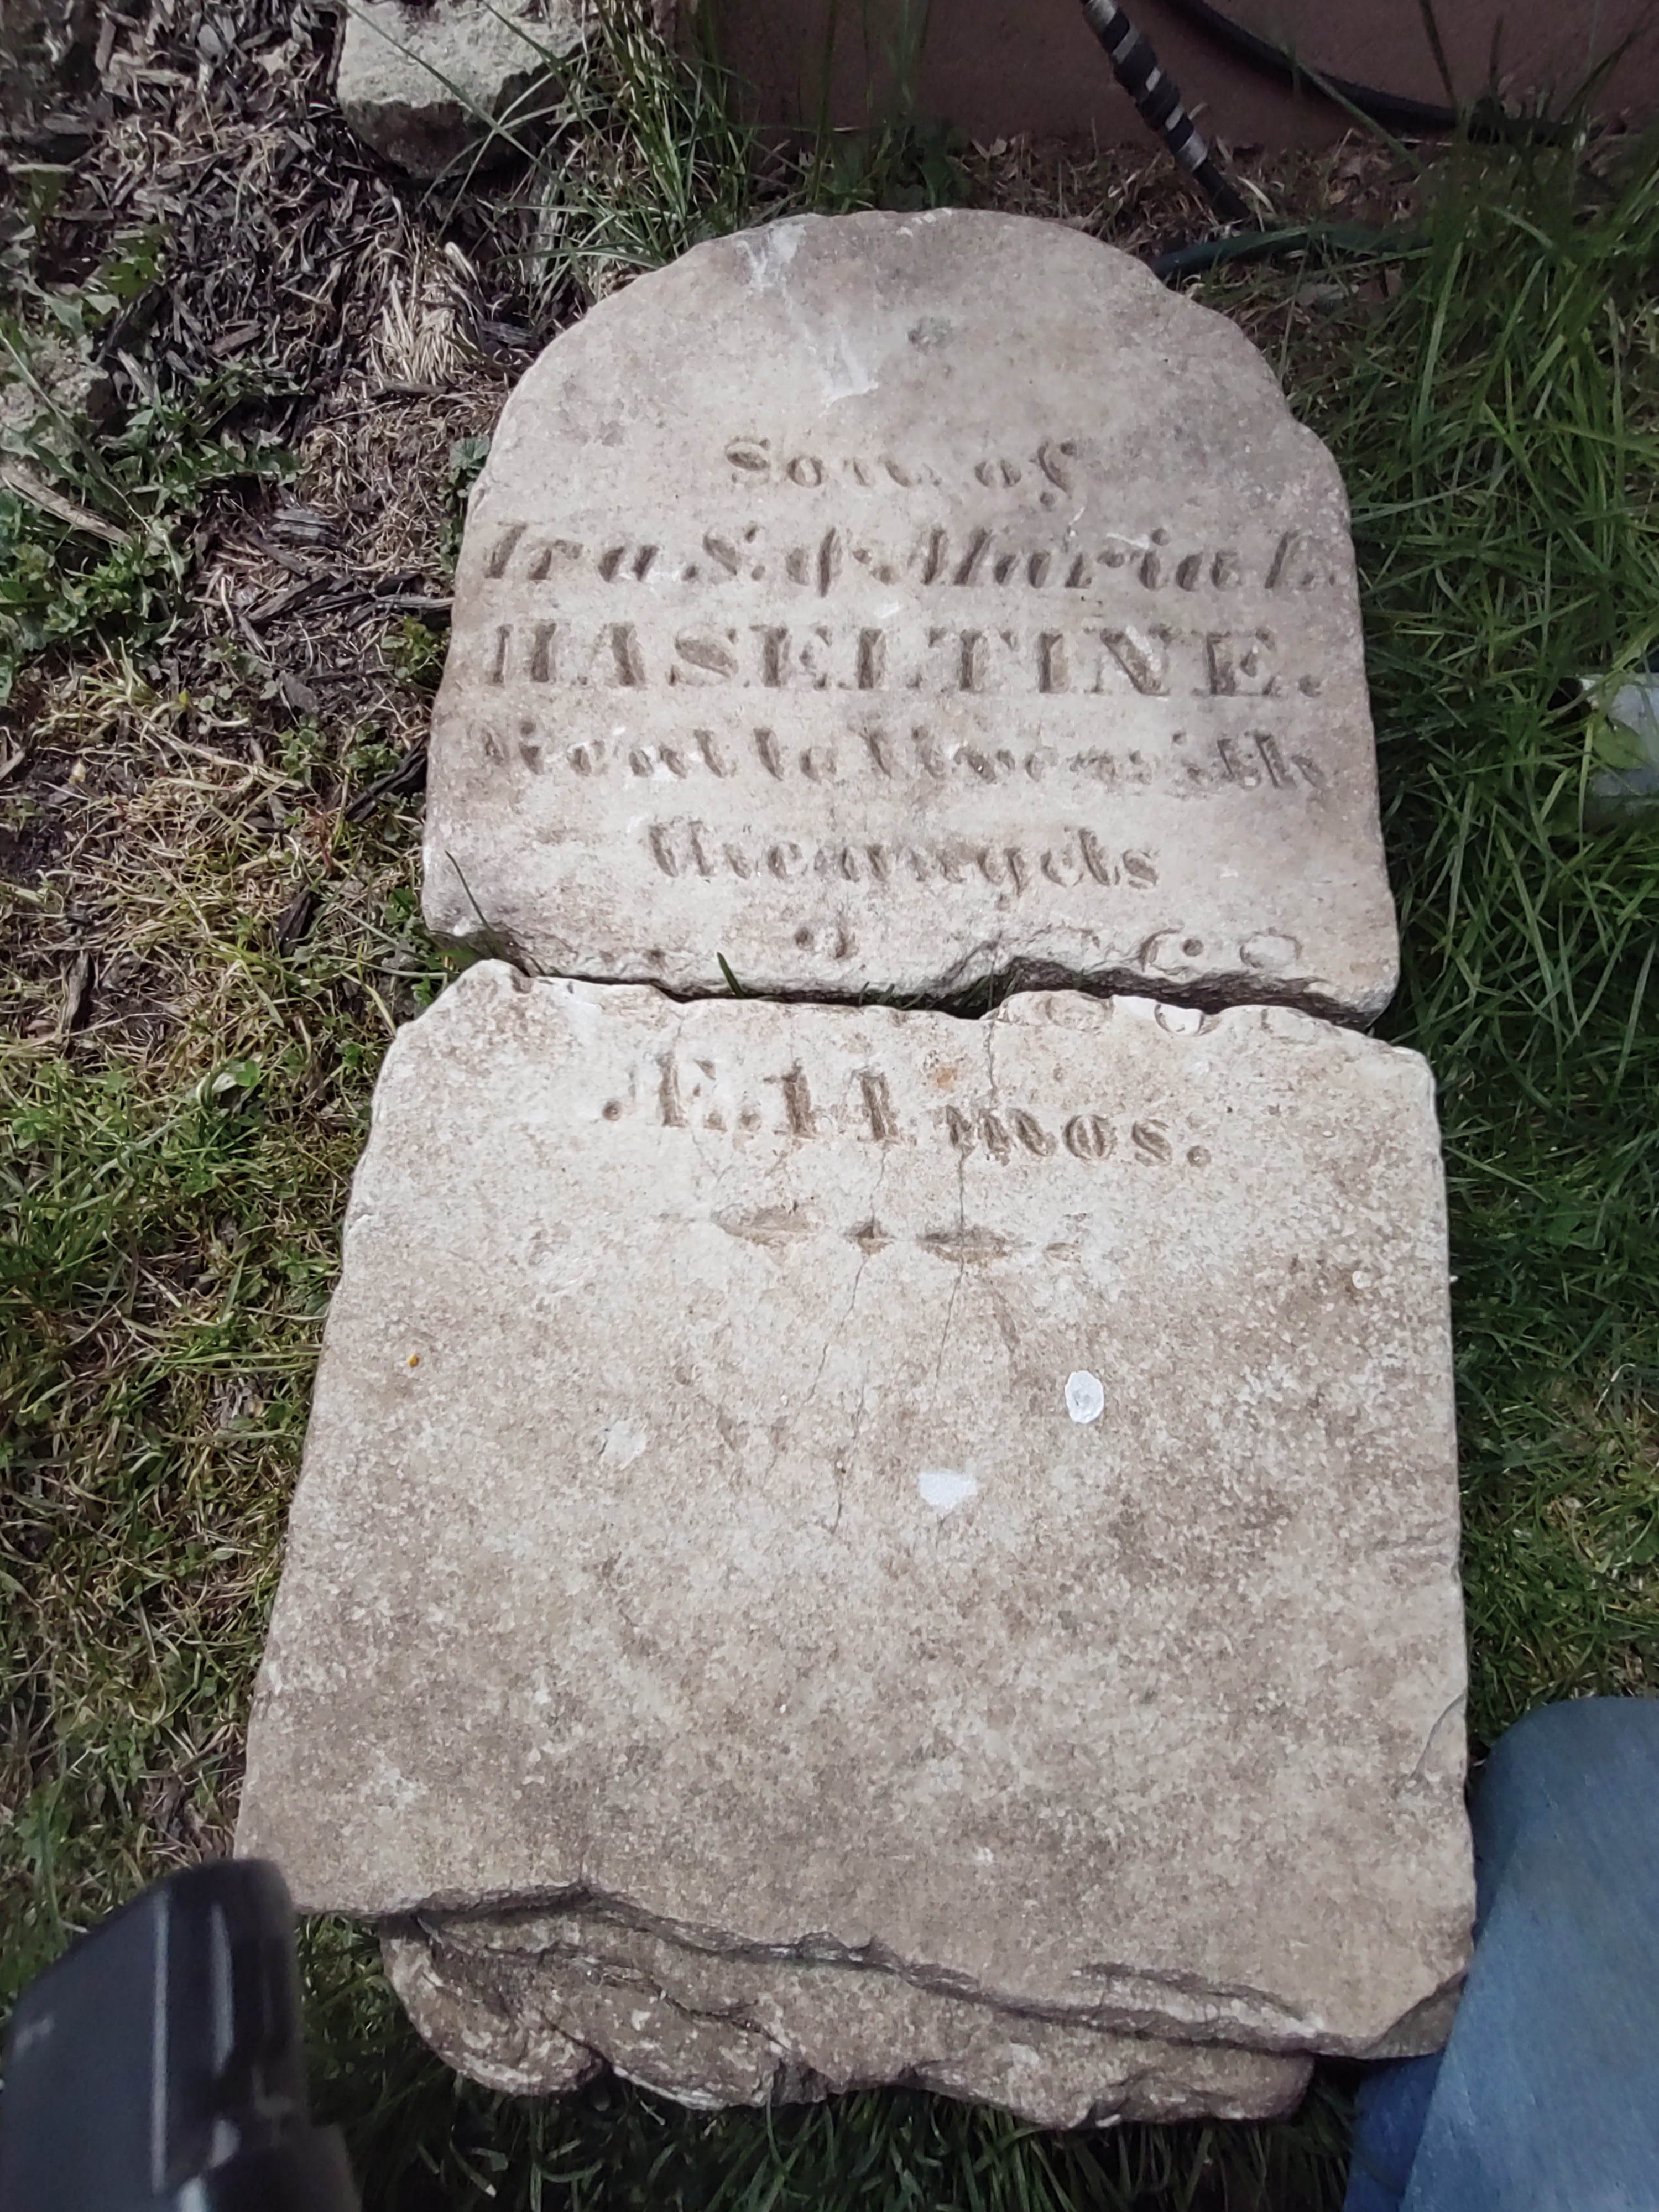 Son of
Ira S. & Maria L.
HASELTINE.
Went to live with
the angels
Æ. 11 mos.